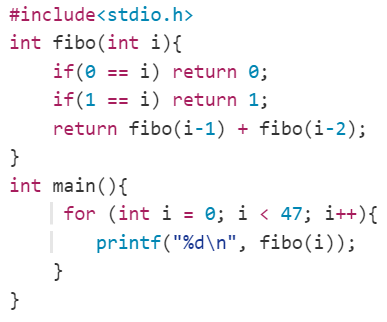 #include<stdio.h>
int fibo(int i){
    if(0 == i) return 0;
    if(1 == i) return 1;
    return fibo(i-1) + fibo(i-2);
}
int main(){
    for (int i = 0; i < 47; i++){
        printf("%d\n", fibo(i));
    }
}